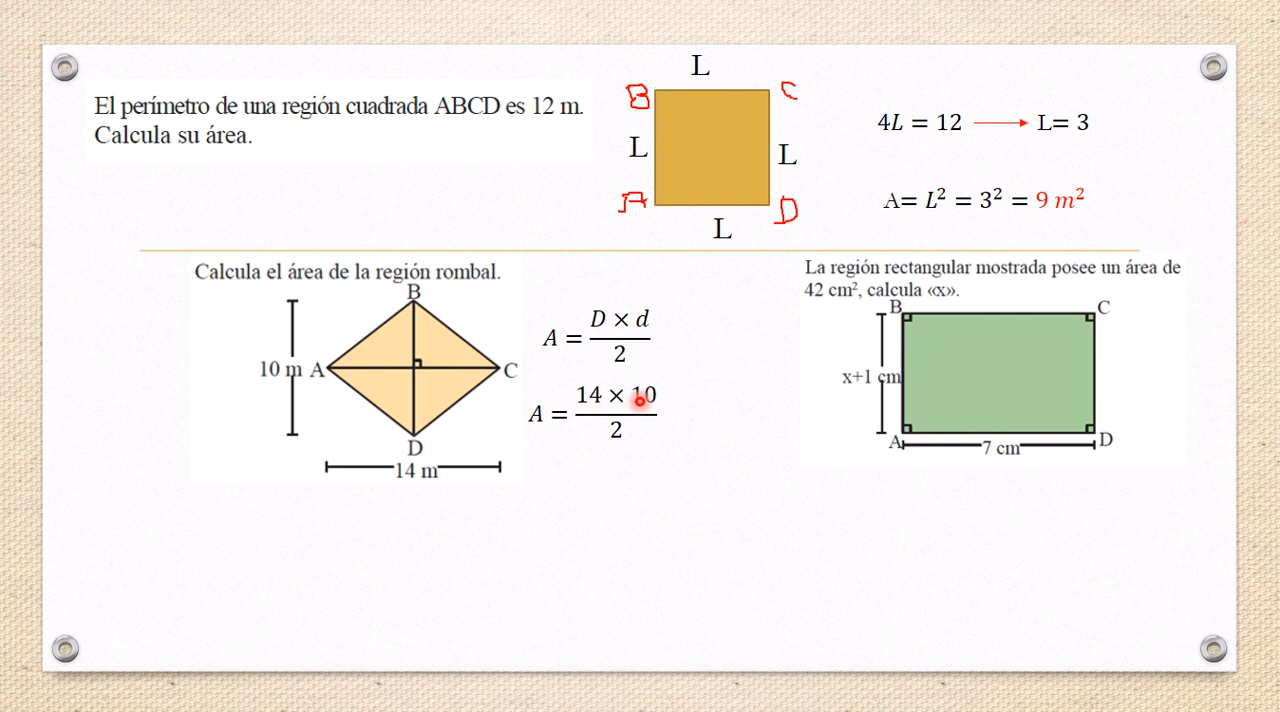 El perímetro de una región cuadrada ABCD es 12 m.
Calcula su área.
L
B
C
L
L
A
D
L
4L = 12 → L= 3
A= L² = 3² = 9 m²
Calcula el área de la región rombal.
B
10 m
A
C
D
14 m
A = D × d / 2
A = 14 × 10 / 2
La región rectangular mostrada posee un área de
42 cm², calcula «x».
B
C
x+1 cm
A
D
7 cm